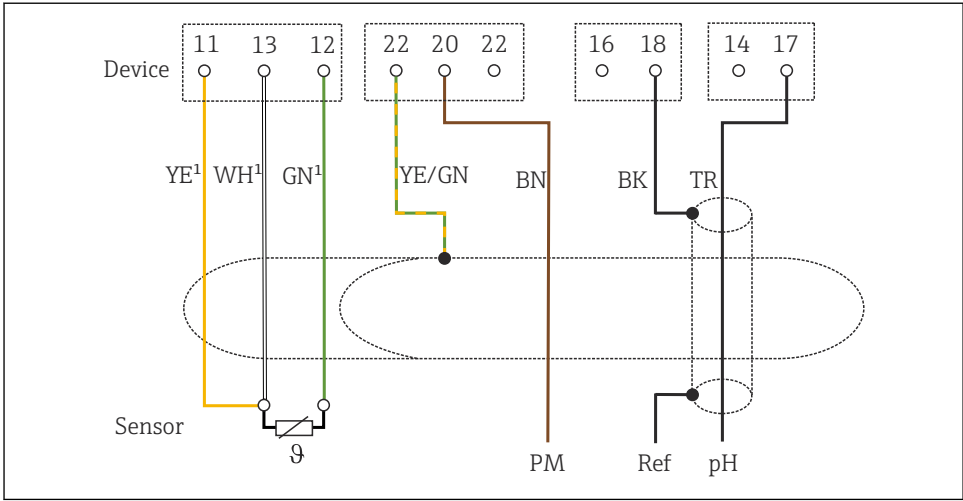 11 13 12 22 20 22 16 18 14 17
Device
YE¹ WH¹ GN¹ YE/GN BN BK TR
Sensor
ϑ PM Ref pH